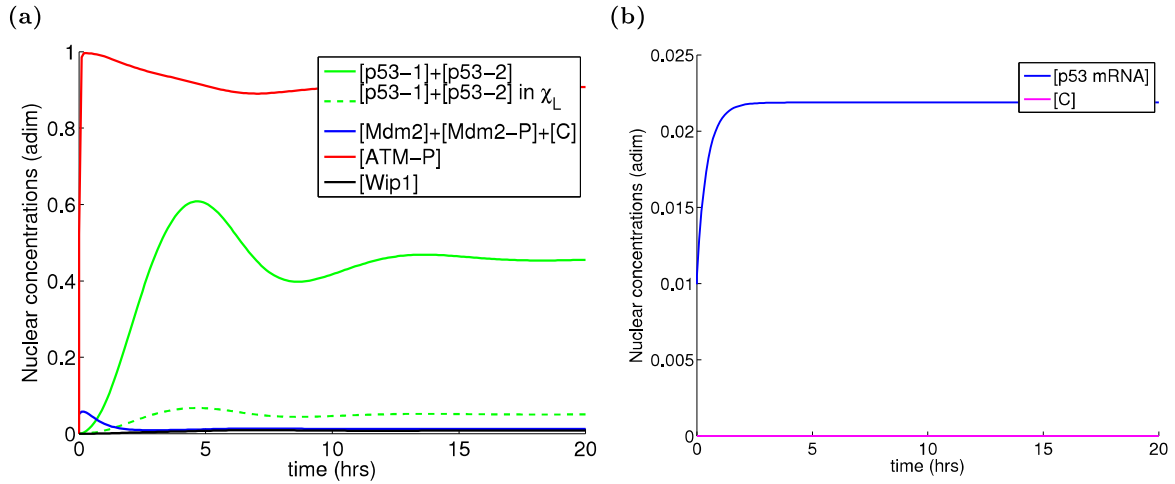 (a)
Nuclear concentrations (adim)
1
0.8
0.6
0.4
0.2
0
0 5 10 15 20
time (hrs)
[p53−1]+[p53−2]
[p53−1]+[p53−2] in χL
[Mdm2]+[Mdm2−P]+[C]
[ATM−P]
[Wip1]
(b)
Nuclear concentrations (adim)
0.025
0.02
0.015
0.01
0.005
0
0 5 10 15 20
time (hrs)
[p53 mRNA]
[C]